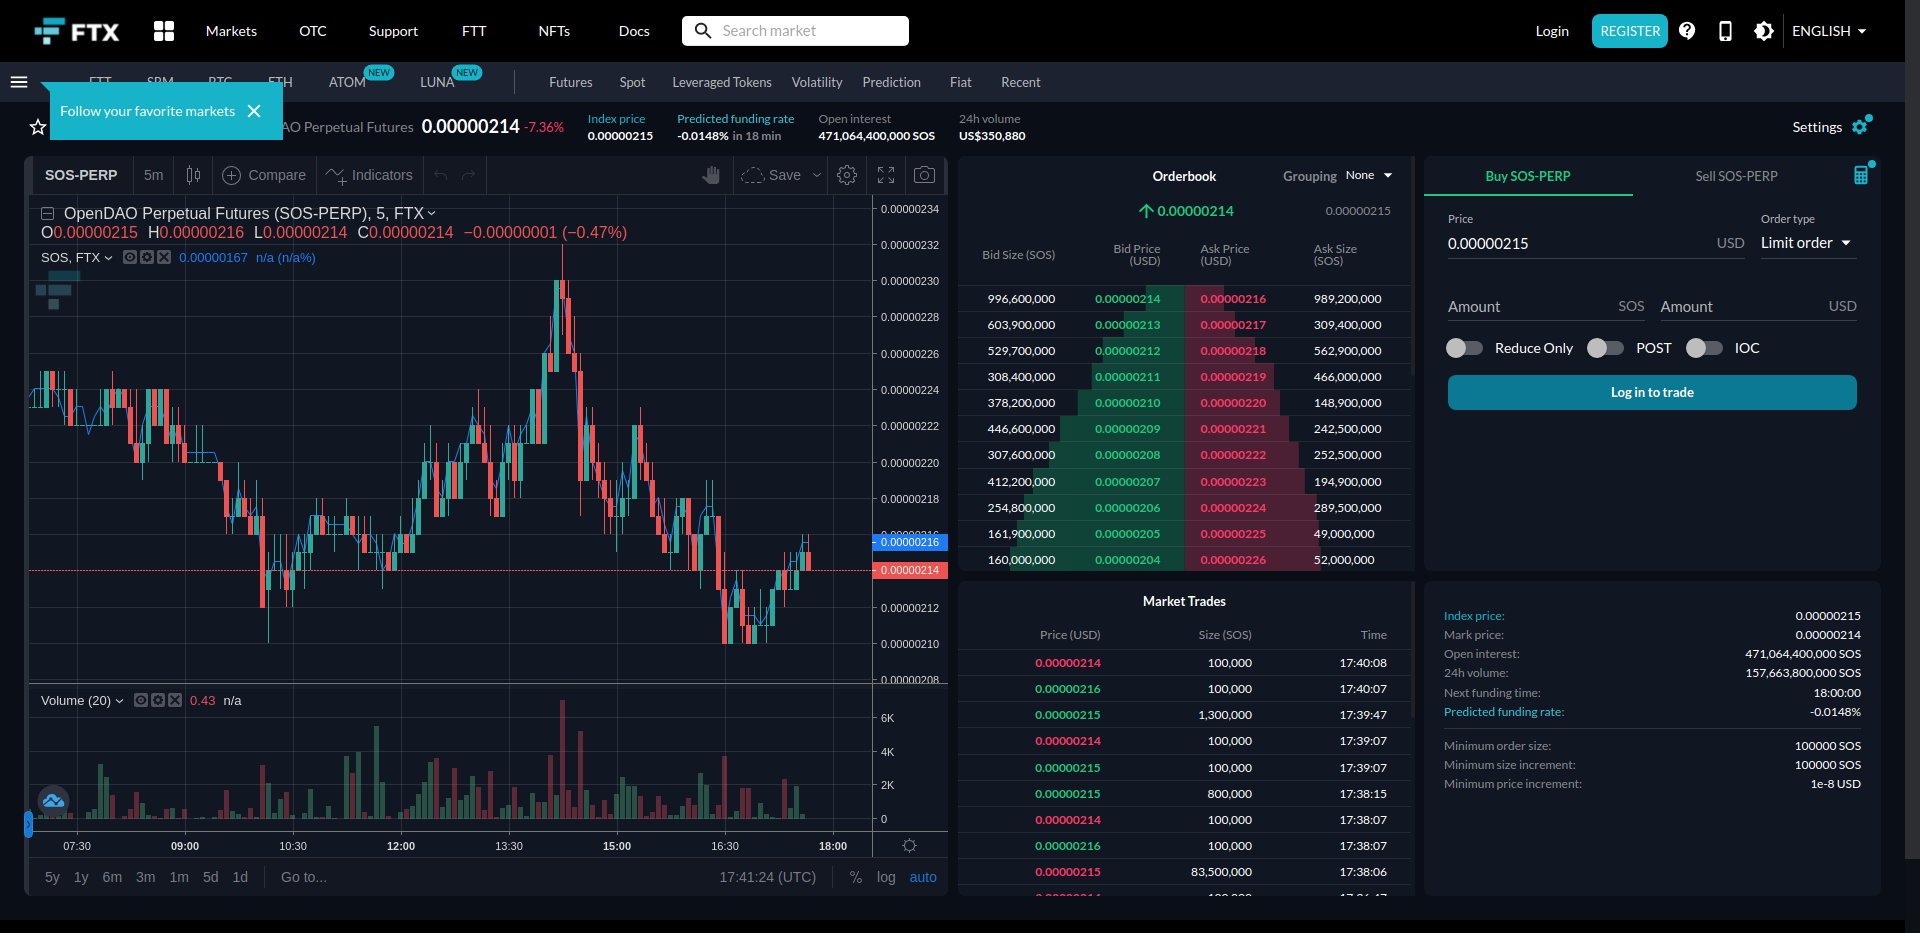 FTX
Markets OTC Support FTT NFTs Docs Search market Login REGISTER ENGLISH
FTT SRM BTC ETH ATOM NEW LUNA NEW Futures Spot Leveraged Tokens Volatility Prediction Fiat Recent
Follow your favorite markets
AO Perpetual Futures 0.00000214 -7.36%
Index price
0.00000215
Predicted funding rate
-0.0148% in 18 min
Open interest
471,064,400,000 SOS
24h volume
US$350,880
Settings
SOS-PERP 5m Compare Indicators Save
OpenDAO Perpetual Futures (SOS-PERP), 5, FTX
O0.00000215 H0.00000216 L0.00000214 C0.00000214 −0.00000001 (−0.47%)
SOS, FTX 0.00000167 n/a (n/a%)
0.00000234
0.00000232
0.00000230
0.00000228
0.00000226
0.00000224
0.00000222
0.00000220
0.00000218
0.00000216
0.00000216
0.00000214
0.00000212
0.00000210
0.00000208
Volume (20) 0.43 n/a
6K
4K
2K
0
07:30 09:00 10:30 12:00 13:30 15:00 16:30 18:00
5y 1y 6m 3m 1m 5d 1d Go to... 17:41:24 (UTC) % log auto
Orderbook Grouping None
0.00000214 0.00000215
Bid Size (SOS) Bid Price (USD) Ask Price (USD) Ask Size (SOS)
996,600,000 0.00000214 0.00000216 989,200,000
603,900,000 0.00000213 0.00000217 309,400,000
529,700,000 0.00000212 0.00000218 562,900,000
308,400,000 0.00000211 0.00000219 466,000,000
378,200,000 0.00000210 0.00000220 148,900,000
446,600,000 0.00000209 0.00000221 242,500,000
307,600,000 0.00000208 0.00000222 252,500,000
412,200,000 0.00000207 0.00000223 194,900,000
254,800,000 0.00000206 0.00000224 289,500,000
161,900,000 0.00000205 0.00000225 49,000,000
160,000,000 0.00000204 0.00000226 52,000,000
Market Trades
Price (USD) Size (SOS) Time
0.00000214 100,000 17:40:08
0.00000216 100,000 17:40:07
0.00000215 1,300,000 17:39:47
0.00000214 100,000 17:39:07
0.00000215 100,000 17:39:07
0.00000215 800,000 17:38:15
0.00000214 100,000 17:38:07
0.00000216 100,000 17:38:07
0.00000215 83,500,000 17:38:06
Buy SOS-PERP Sell SOS-PERP
Price Order type
0.00000215 USD Limit order
Amount SOS Amount USD
Reduce Only POST IOC
Log in to trade
Index price: 0.00000215
Mark price: 0.00000214
Open interest: 471,064,400,000 SOS
24h volume: 157,663,800,000 SOS
Next funding time: 18:00:00
Predicted funding rate: -0.0148%
Minimum order size: 100000 SOS
Minimum size increment: 100000 SOS
Minimum price increment: 1e-8 USD